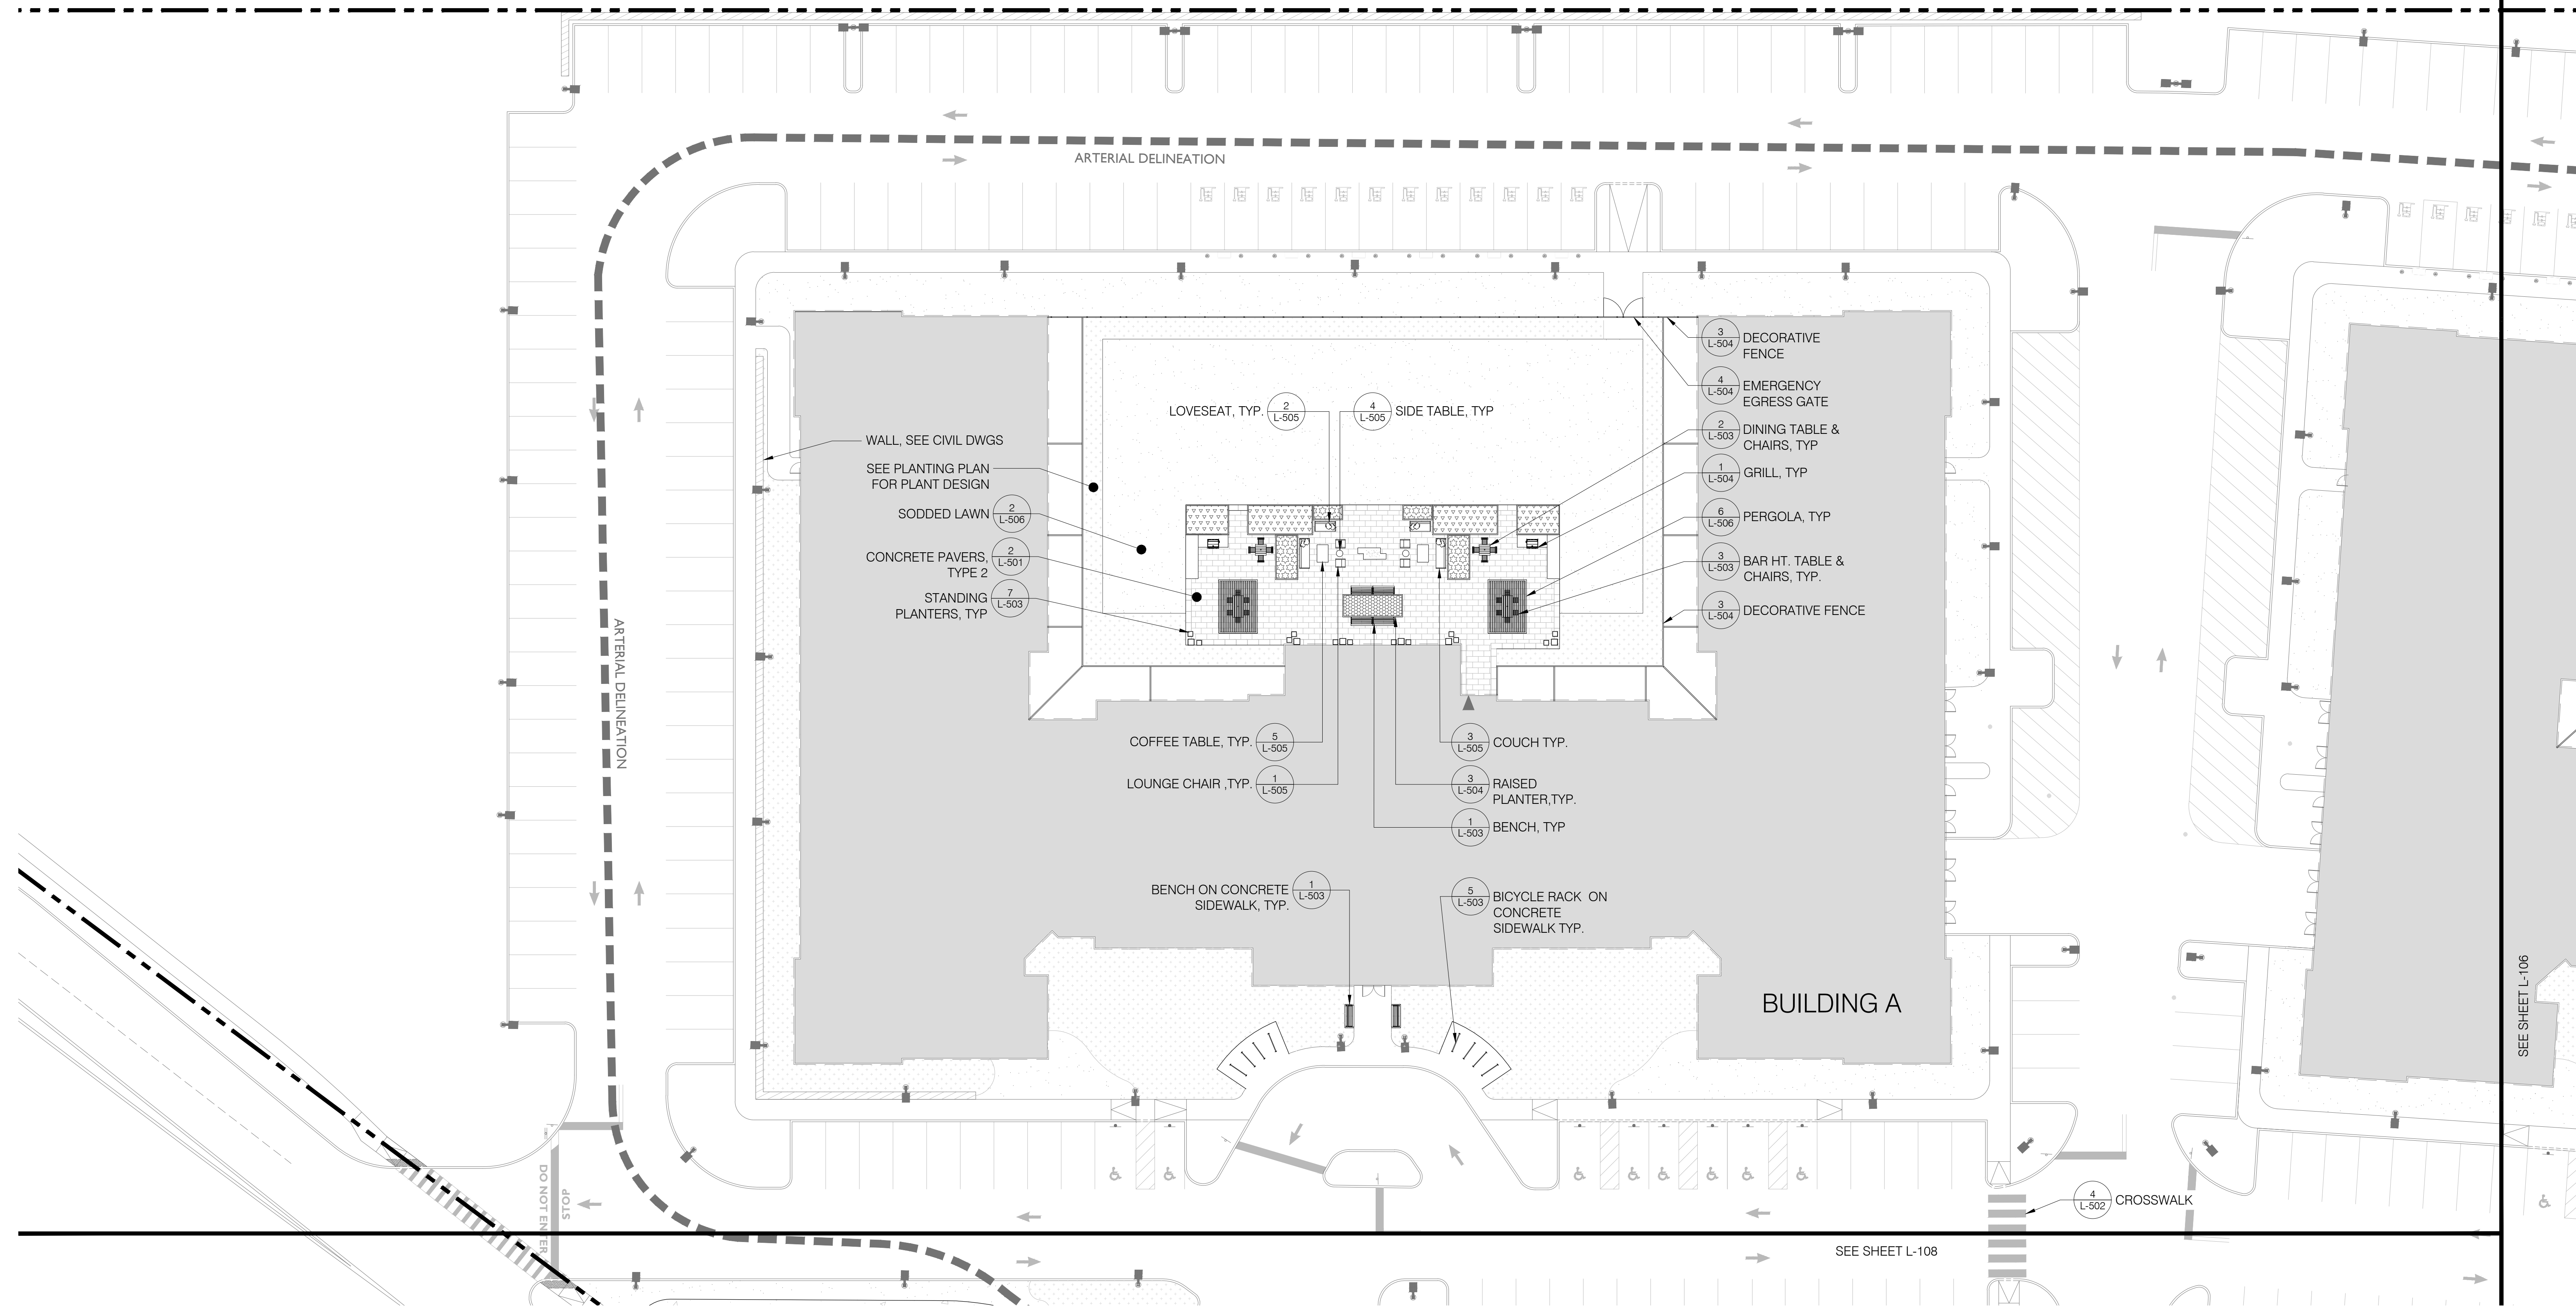 ARTERIAL DELINEATION
3
L-504
DECORATIVE
FENCE
4
L-504
EMERGENCY
EGRESS GATE
LOVESEAT, TYP.
2
L-505
4
L-505
SIDE TABLE, TYP
2
L-503
DINING TABLE &
CHAIRS, TYP
WALL, SEE CIVIL DWGS
SEE PLANTING PLAN
FOR PLANT DESIGN
1
L-504
GRILL, TYP
SODDED LAWN
2
L-506
6
L-506
PERGOLA, TYP
CONCRETE PAVERS,
TYPE 2
2
L-501
3
L-503
BAR HT. TABLE &
CHAIRS, TYP.
STANDING
PLANTERS, TYP
7
L-503
3
L-504
DECORATIVE FENCE
ARTERIAL DELINEATION
COFFEE TABLE, TYP.
5
L-505
3
L-505
COUCH TYP.
LOUNGE CHAIR ,TYP.
1
L-505
3
L-504
RAISED
PLANTER,TYP.
1
L-503
BENCH, TYP
BENCH ON CONCRETE
SIDEWALK, TYP.
1
L-503
5
L-503
BICYCLE RACK ON
CONCRETE
SIDEWALK TYP.
BUILDING A
SEE SHEET L-106
STOP
DO NOT ENTER
4
L-502
CROSSWALK
SEE SHEET L-108